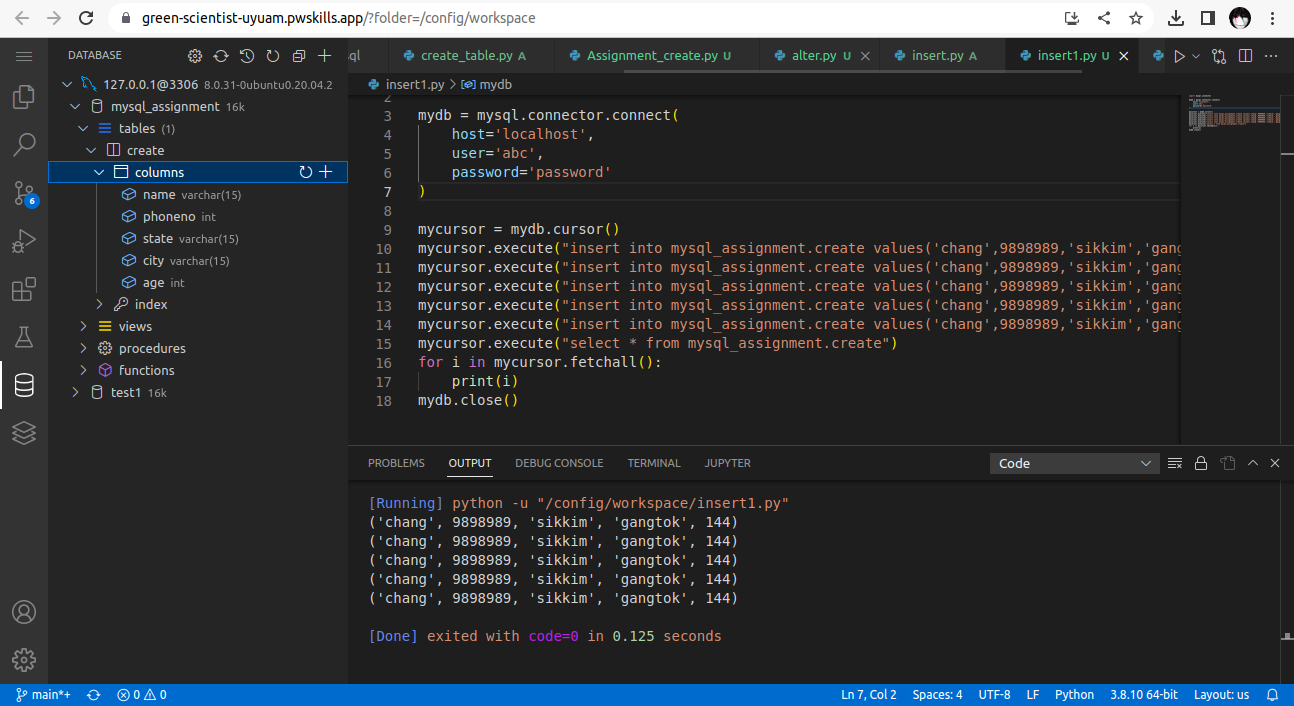 green-scientist-uyuam.pwskills.app/?folder=/config/workspace
DATABASE
127.0.0.1@3306 8.0.31-0ubuntu0.20.04.2
mysql_assignment 16k
tables (1)
create
columns
name varchar(15)
phoneno int
state varchar(15)
city varchar(15)
age int
index
views
procedures
functions
test1 16k
6
ql create_table.py A Assignment_create.py U alter.py U insert.py A insert1.py U
insert1.py > mydb
2
3 mydb = mysql.connector.connect(
4 host='localhost',
5 user='abc',
6 password='password'
7 )
8
9 mycursor = mydb.cursor()
10 mycursor.execute("insert into mysql_assignment.create values('chang',9898989,'sikkim','gang
11 mycursor.execute("insert into mysql_assignment.create values('chang',9898989,'sikkim','gang
12 mycursor.execute("insert into mysql_assignment.create values('chang',9898989,'sikkim','gang
13 mycursor.execute("insert into mysql_assignment.create values('chang',9898989,'sikkim','gang
14 mycursor.execute("insert into mysql_assignment.create values('chang',9898989,'sikkim','gang
15 mycursor.execute("select * from mysql_assignment.create")
16 for i in mycursor.fetchall():
17 print(i)
18 mydb.close()
PROBLEMS OUTPUT DEBUG CONSOLE TERMINAL JUPYTER Code
[Running] python -u "/config/workspace/insert1.py"
('chang', 9898989, 'sikkim', 'gangtok', 144)
('chang', 9898989, 'sikkim', 'gangtok', 144)
('chang', 9898989, 'sikkim', 'gangtok', 144)
('chang', 9898989, 'sikkim', 'gangtok', 144)
('chang', 9898989, 'sikkim', 'gangtok', 144)
[Done] exited with code=0 in 0.125 seconds
main*+ 0 0 Ln 7, Col 2 Spaces: 4 UTF-8 LF Python 3.8.10 64-bit Layout: us